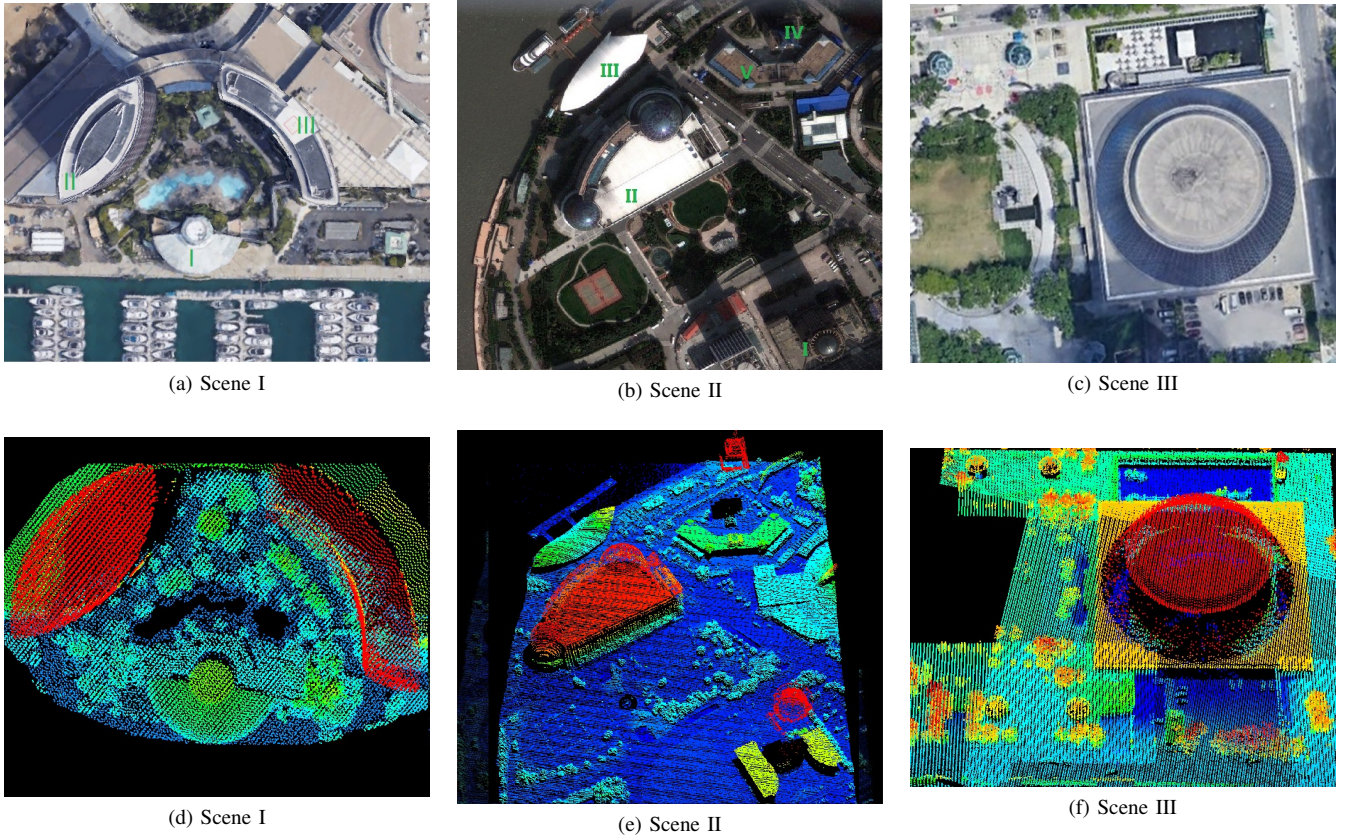 II
III
I
(a) Scene I
III
IV
V
II
I
(b) Scene II
(c) Scene III
(d) Scene I
(e) Scene II
(f) Scene III